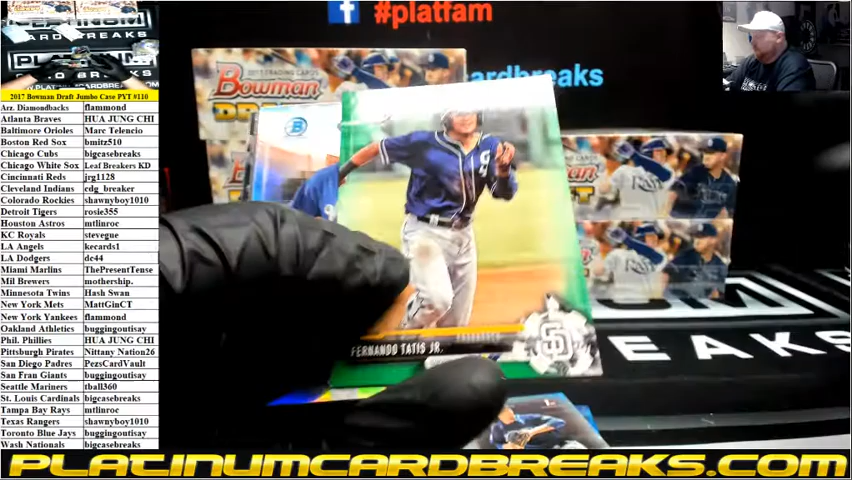 #platfam
cardbreaks
2017 TRADING CARDS
Bowman
DRAFT
FERNANDO TATIS JR.
SD
BREAKS
2017 Bowman Draft Jumbo Case PYT #110
Arz. Diamondbacks flammond
Atlanta Braves HUA JUNG CHI
Baltimore Orioles Marc Telencio
Boston Red Sox bmitz510
Chicago Cubs bigcasebreaks
Chicago White Sox Leaf Breakers KD
Cincinnati Reds jrg1128
Cleveland Indians cdg_breaker
Colorado Rockies shawnyboy1010
Detroit Tigers rosie355
Houston Astros mtlinroc
KC Royals stevegue
LA Angels kecards1
LA Dodgers dc44
Miami Marlins ThePresentTense
Mil Brewers mothership.
Minnesota Twins Hash Swan
New York Mets MattGinCT
New York Yankees flammond
Oakland Athletics buggingoutisay
Phil. Phillies HUA JUNG CHI
Pittsburgh Pirates Nittany Nation26
San Diego Padres PezsCardVault
San Fran Giants buggingoutisay
Seattle Mariners tball360
St. Louis Cardinals bigcasebreaks
Tampa Bay Rays mtlinroc
Texas Rangers shawnyboy1010
Toronto Blue Jays buggingoutisay
Wash Nationals bigcasebreaks
PLATINUMCARDBREAKS.COM